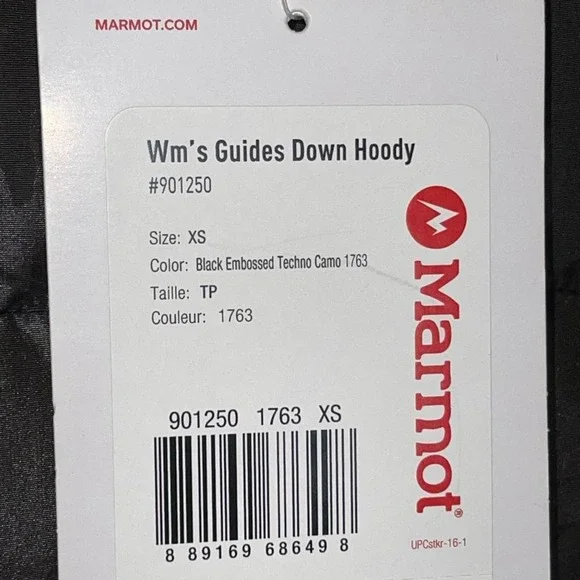 MARMOT.COM
Wm's Guides Down Hoody
#901250
Size: XS
Color: Black Embossed Techno Camo 1763
Taille: TP
Couleur: 1763
Marmot®
901250 1763 XS
8 89169 68649 8
UPCstkr-16-1